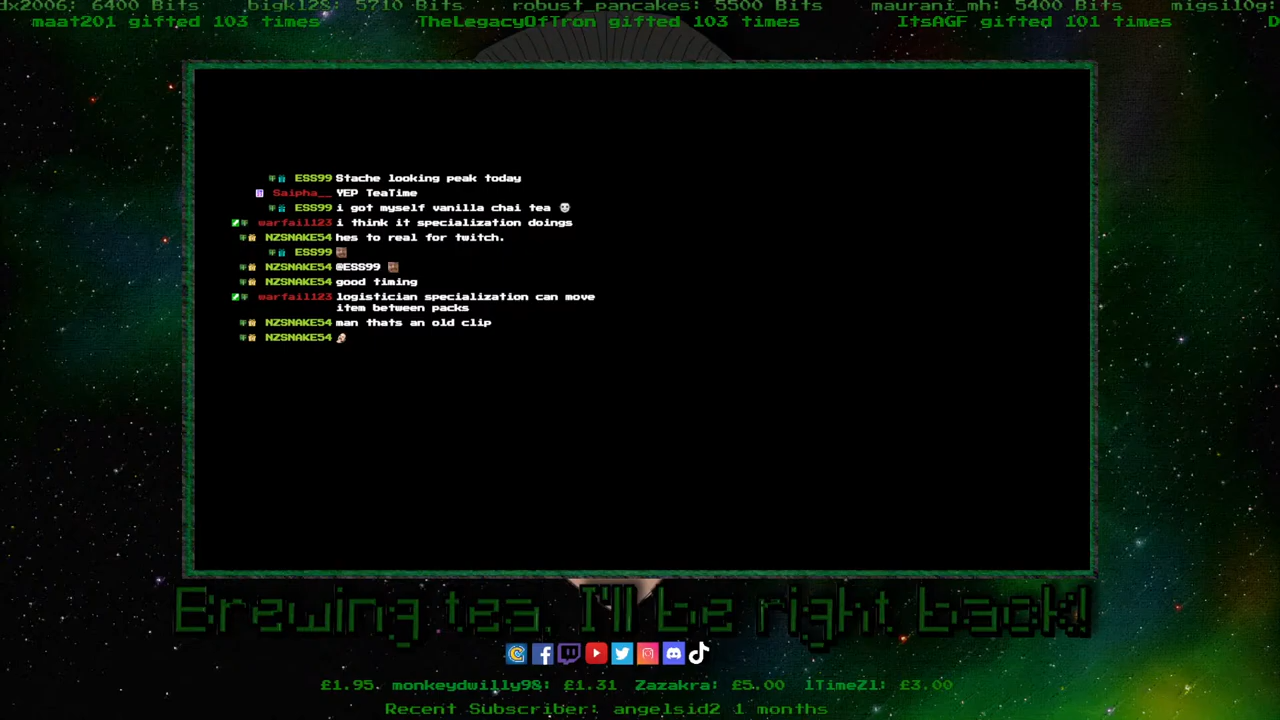 dx2006: 6400 Bits bigkl28: 5710 Bits robust_pancakes: 5500 Bits maurani_mh: 5400 Bits migsil0g:
maat201 gifted 103 times TheLegacyOfTron gifted 103 times ItsAGF gifted 101 times D
ESS99 Stache looking peak today
Saipha__ YEP TeaTime
ESS99 i got myself vanilla chai tea
warfail123 i think it specialization doings
NZSNAKE54 hes to real for twitch.
ESS99
NZSNAKE54 @ESS99
NZSNAKE54 good timing
warfail123 logistician specialization can move
item between packs
NZSNAKE54 man thats an old clip
NZSNAKE54
Brewing tea, I'll be right back!
£1.95. monkeydwilly98: £1.31 Zazakra: £5.00 lTimeZl: £3.00
Recent Subscriber: angelsid2 1 months